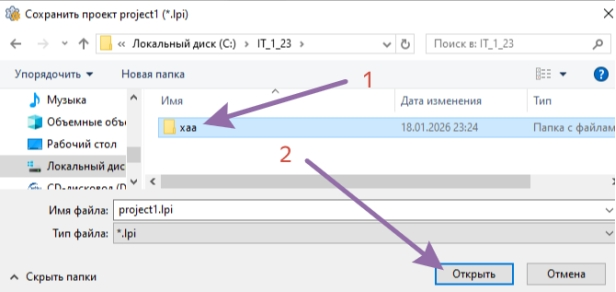 Сохранить проект project1 (*.lpi)
« Локальный диск (C:) > IT_1_23 >
Поиск в: IT_1_23
Упорядочить
Новая папка
1
Музыка
Объемные объе
Рабочий стол
Локальный дис
CD-дисковод (D
Имя
Дата изменения
Тип
xaa
18.01.2026 23:24
Папка с файлам
2
Имя файла: project1.lpi
Тип файла: *.lpi
Скрыть папки
Открыть
Отмена